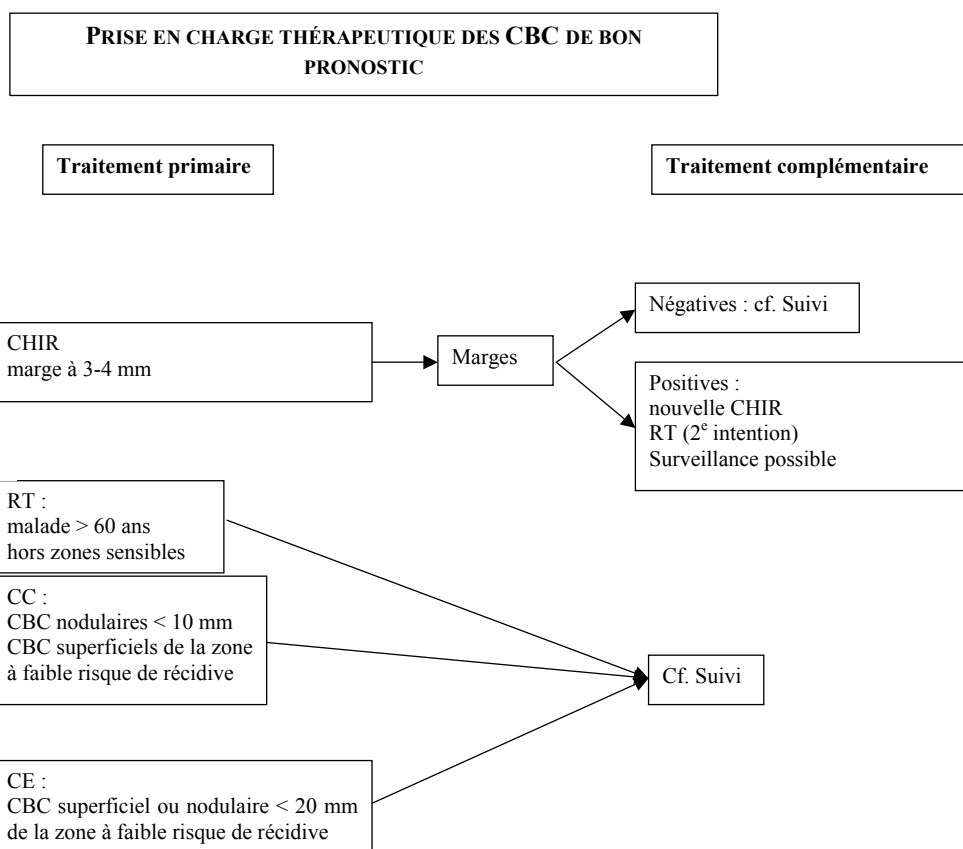 PRISE EN CHARGE THÉRAPEUTIQUE DES CBC DE BON
PRONOSTIC
Traitement primaire
Traitement complémentaire
CHIR
marge à 3-4 mm
Marges
Négatives : cf. Suivi
Positives :
nouvelle CHIR
RT (2e intention)
Surveillance possible
RT :
malade > 60 ans
hors zones sensibles
CC :
CBC nodulaires < 10 mm
CBC superficiels de la zone
à faible risque de récidive
Cf. Suivi
CE :
CBC superficiel ou nodulaire < 20 mm
de la zone à faible risque de récidive